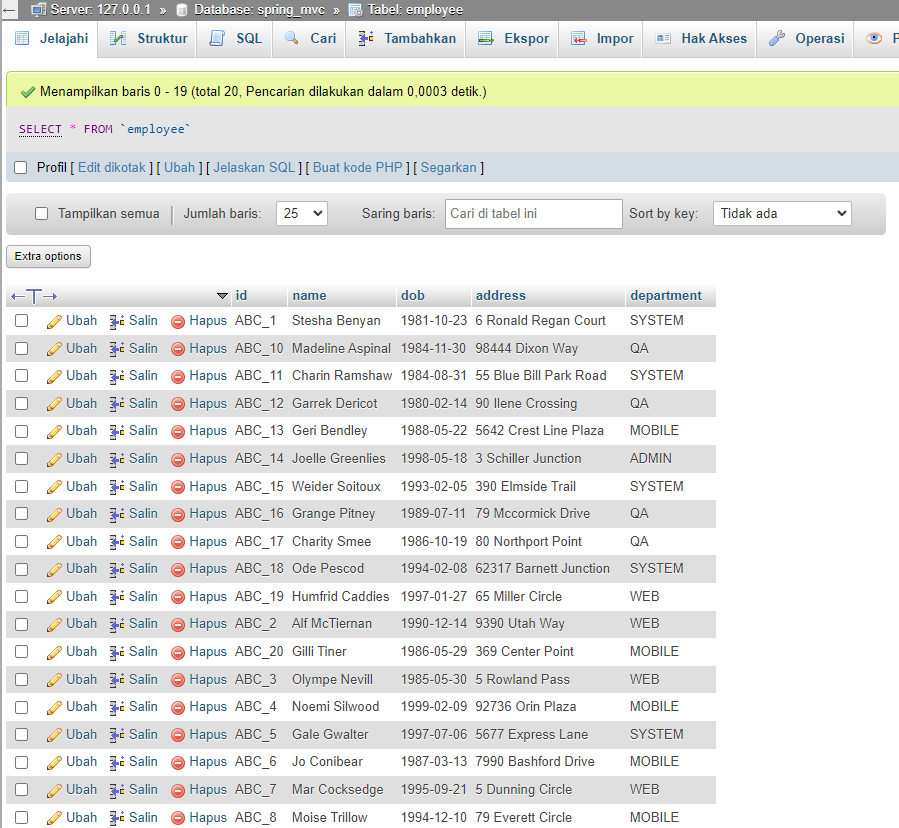 Server: 127.0.0.1 » Database: spring_mvc » Tabel: employee
Jelajahi Struktur SQL Cari Tambahkan Ekspor Impor Hak Akses Operasi P
Menampilkan baris 0 - 19 (total 20, Pencarian dilakukan dalam 0,0003 detik.)
SELECT * FROM `employee`
Profil [ Edit dikotak ] [ Ubah ] [ Jelaskan SQL ] [ Buat kode PHP ] [ Segarkan ]
Tampilkan semua | Jumlah baris: 25 Saring baris: Cari di tabel ini Sort by key: Tidak ada
Extra options
←T→ id name dob address department
Ubah Salin Hapus ABC_1 Stesha Benyan 1981-10-23 6 Ronald Regan Court SYSTEM
Ubah Salin Hapus ABC_10 Madeline Aspinal 1984-11-30 98444 Dixon Way QA
Ubah Salin Hapus ABC_11 Charin Ramshaw 1984-08-31 55 Blue Bill Park Road SYSTEM
Ubah Salin Hapus ABC_12 Garrek Dericot 1980-02-14 90 Ilene Crossing QA
Ubah Salin Hapus ABC_13 Geri Bendley 1988-05-22 5642 Crest Line Plaza MOBILE
Ubah Salin Hapus ABC_14 Joelle Greenlies 1998-05-18 3 Schiller Junction ADMIN
Ubah Salin Hapus ABC_15 Weider Soitoux 1993-02-05 390 Elmside Trail SYSTEM
Ubah Salin Hapus ABC_16 Grange Pitney 1989-07-11 79 Mccormick Drive QA
Ubah Salin Hapus ABC_17 Charity Smee 1986-10-19 80 Northport Point QA
Ubah Salin Hapus ABC_18 Ode Pescod 1994-02-08 62317 Barnett Junction SYSTEM
Ubah Salin Hapus ABC_19 Humfrid Caddies 1997-01-27 65 Miller Circle WEB
Ubah Salin Hapus ABC_2 Alf McTiernan 1990-12-14 9390 Utah Way WEB
Ubah Salin Hapus ABC_20 Gilli Tiner 1986-05-29 369 Center Point MOBILE
Ubah Salin Hapus ABC_3 Olympe Nevill 1985-05-30 5 Rowland Pass WEB
Ubah Salin Hapus ABC_4 Noemi Silwood 1999-02-09 92736 Orin Plaza MOBILE
Ubah Salin Hapus ABC_5 Gale Gwalter 1997-07-06 5677 Express Lane SYSTEM
Ubah Salin Hapus ABC_6 Jo Conibear 1987-03-13 7990 Bashford Drive MOBILE
Ubah Salin Hapus ABC_7 Mar Cocksedge 1995-09-21 5 Dunning Circle WEB
Ubah Salin Hapus ABC_8 Moise Trillow 1994-12-10 79 Everett Circle MOBILE